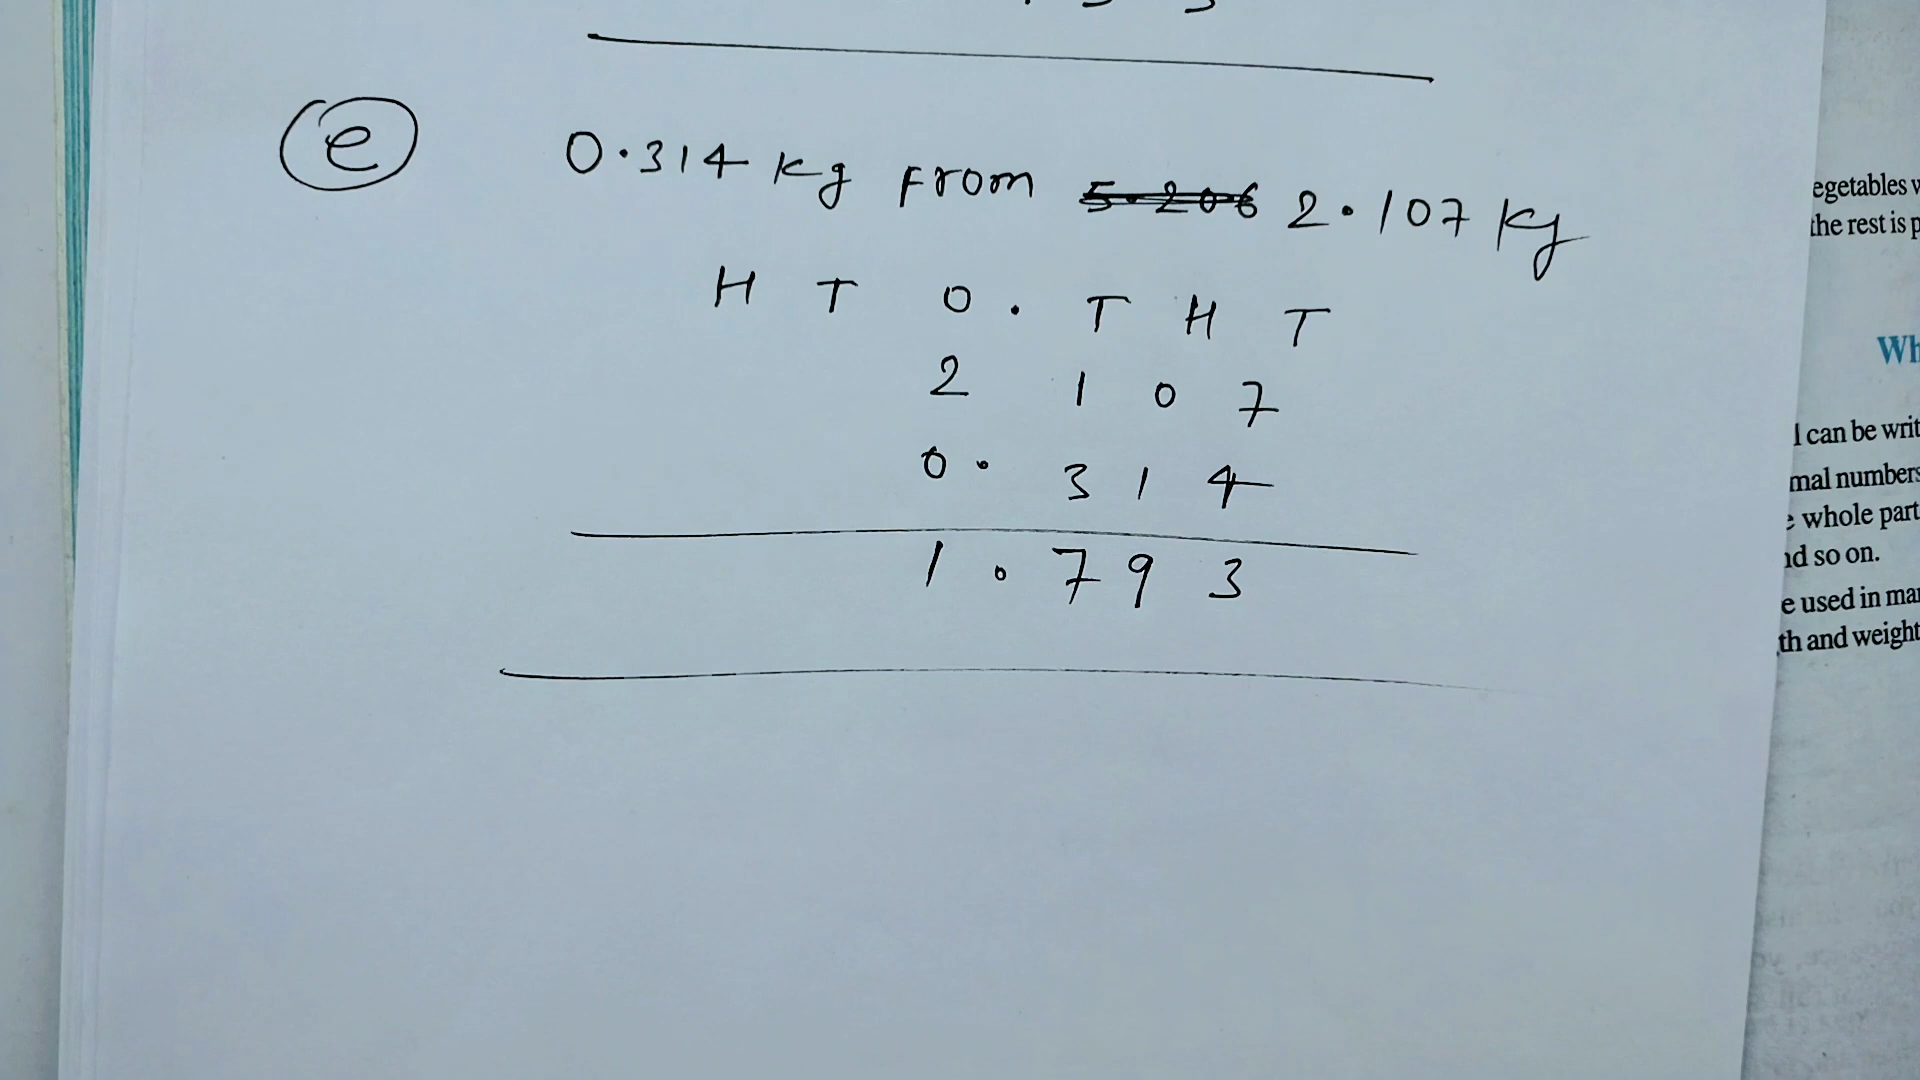 e
0.314 kg From 5.206 2.107 kg
H T O . T H T
2 1 0 7
0. 3 1 4
1 . 7 9 3
egetables
the rest is
Wh
can be writ
mal numbers
whole part
nd so on.
e used in
th and weight